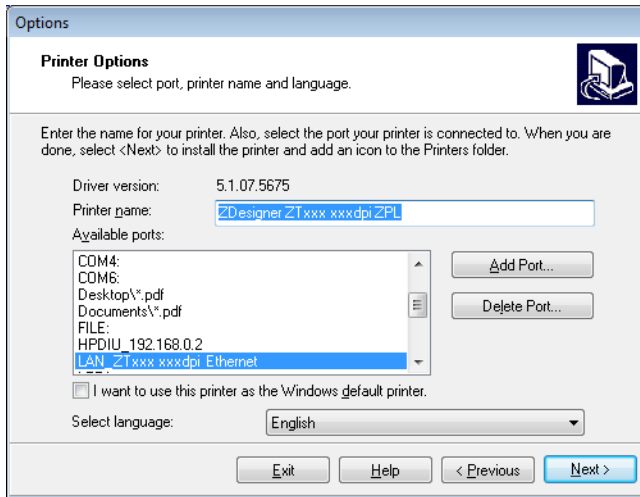 Options
Printer Options
Please select port, printer name and language.
Enter the name for your printer. Also, select the port your printer is connected to. When you are
done, select <Next> to install the printer and add an icon to the Printers folder.
Driver version: 5.1.07.5675
Printer name: ZDesigner ZTxxx xxxdpi ZPL
Available ports:
COM4:
COM6:
Desktop\*.pdf
Documents\*.pdf
FILE:
HPDIU_192.168.0.2
LAN_ZTxxx xxxdpi Ethernet
Add Port...
Delete Port...
I want to use this printer as the Windows default printer.
Select language: English
Exit Help < Previous Next >